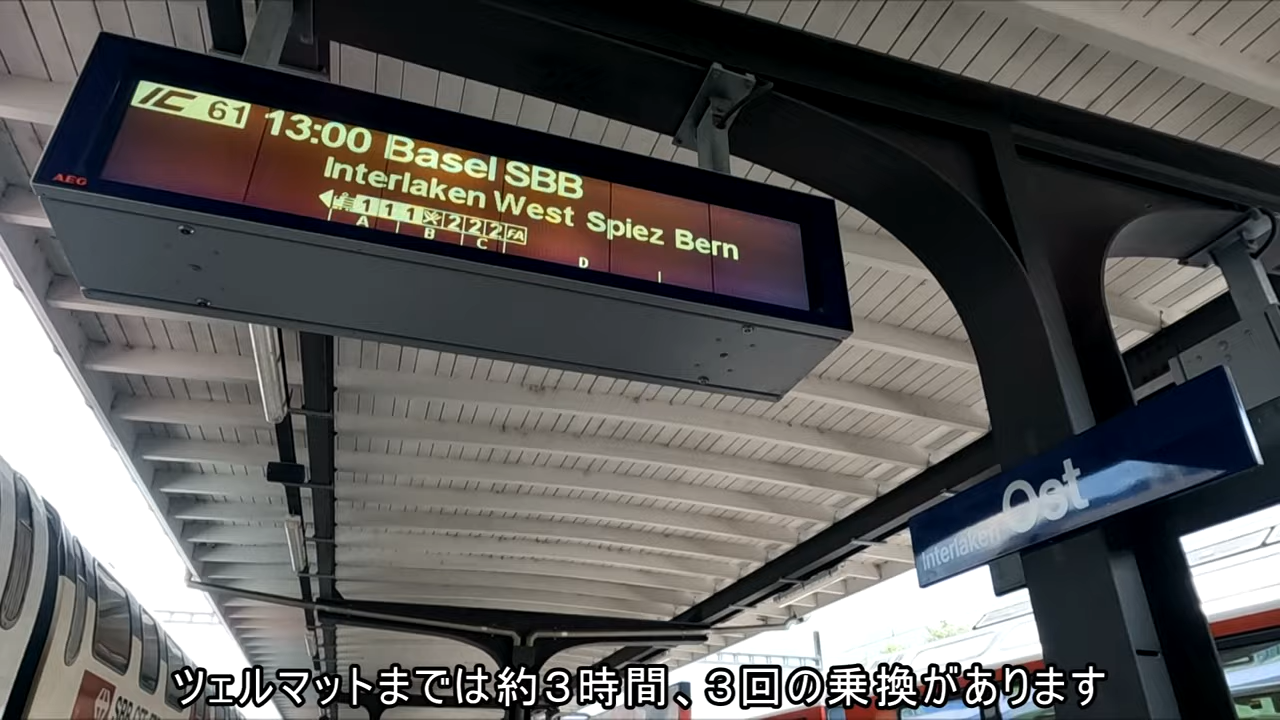 IC 61 13:00 Basel SBB
Interlaken West Spiez Bern
1 1 1 2 2 2 FA
A B C D
AEG
Interlaken Ost
SBB CFF
ツェルマットまでは約３時間、３回の乗換があります